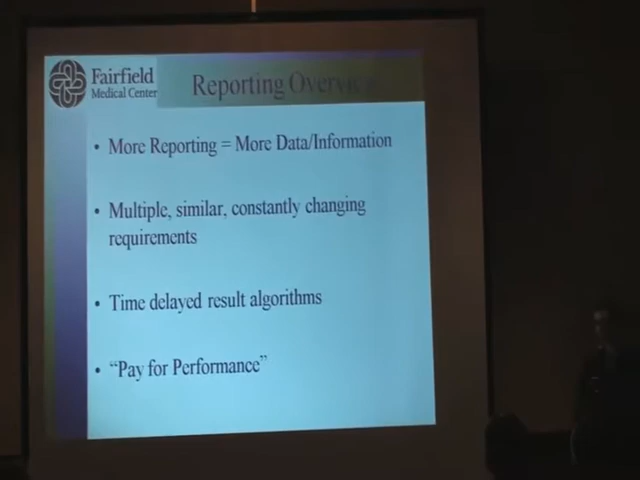 Fairfield
Medical Center
Reporting Overview
• More Reporting = More Data/Information
• Multiple, similar, constantly changing
requirements
• Time delayed result algorithms
• “Pay for Performance”